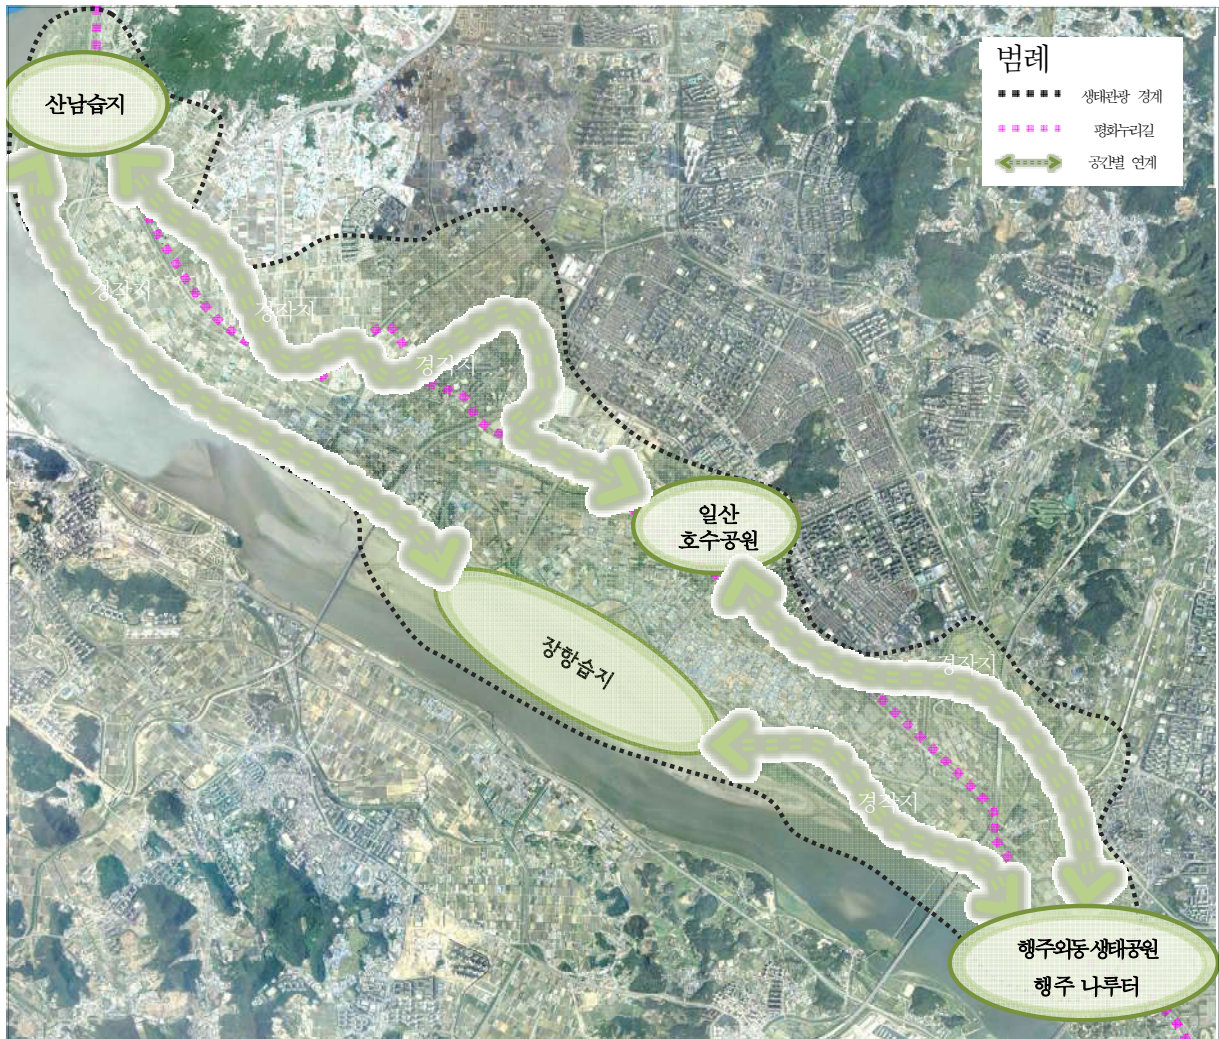 범례
생태관광 경계
평화누리길
공간별 연계
산남습지
경작지
경작지
경작지
일산
호수공원
장항습지
경작지
경작지
행주외동 생태공원
행주 나루터